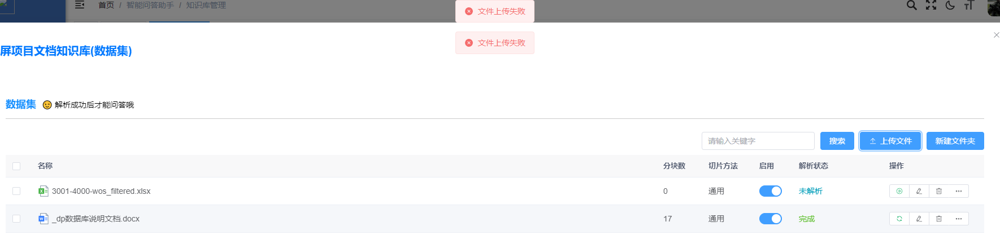 首页 / 智能问答助手 / 知识库管理
文件上传失败
文件上传失败
屏项目文档知识库(数据集)
数据集 解析成功后才能问答哦
请输入关键字 搜索 上传文件 新建文件夹
名称 分块数 切片方法 启用 解析状态 操作
3001-4000-wos_filtered.xlsx 0 通用 未解析
_dp数据库说明文档.docx 17 通用 完成